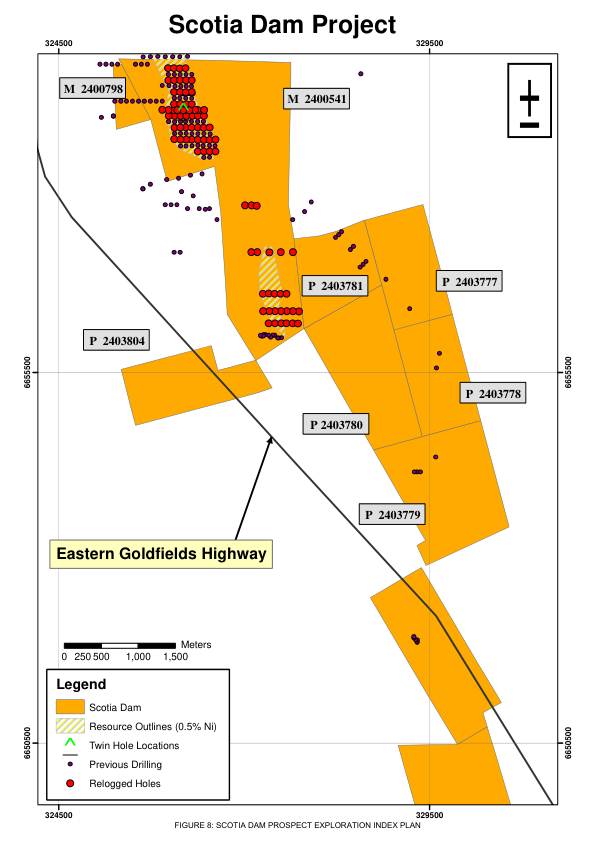 Scotia Dam Project
324500 329500
M 2400798
M 2400541
P 2403781
P 2403777
P 2403804
6655500 6655500
P 2403778
P 2403780
P 2403779
Eastern Goldfields Highway
Meters
0 250 500 1,000 1,500
Legend
Scotia Dam
Resource Outlines (0.5% Ni)
Twin Hole Locations
Previous Drilling
Relogged Holes
6650500 6650500
324500 329500
FIGURE 8: SCOTIA DAM PROSPECT EXPLORATION INDEX PLAN